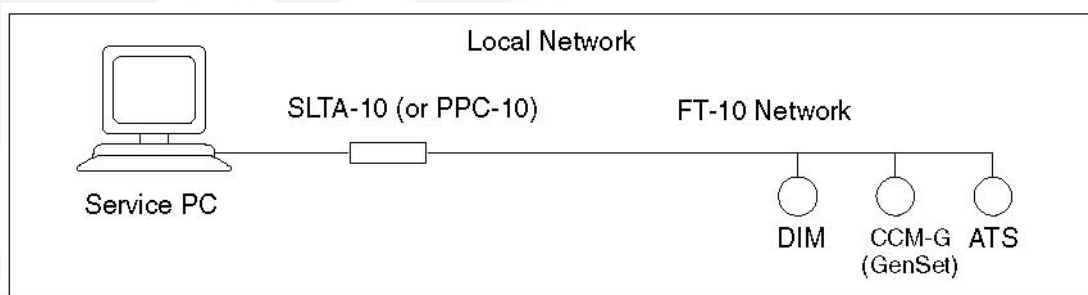 Local Network
SLTA-10 (or PPC-10)
FT-10 Network
Service PC
DIM
CCM-G
(GenSet)
ATS